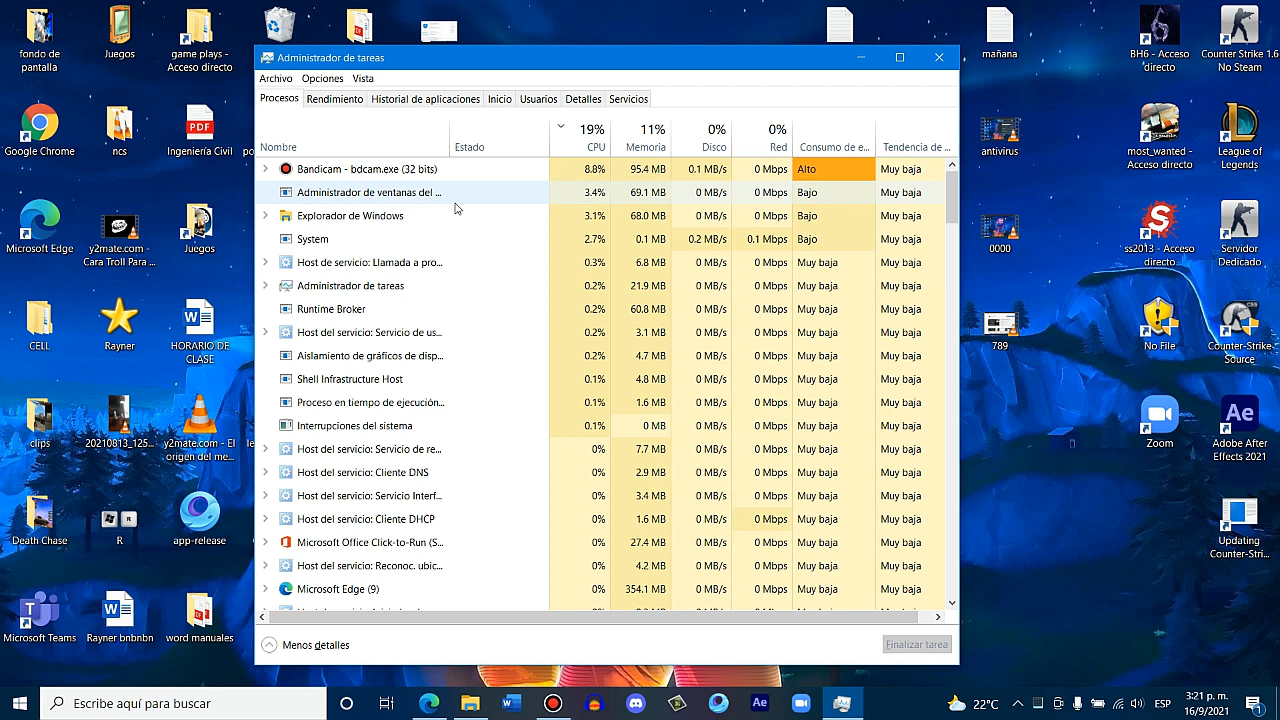 fondo de
pantalla
Juegos
ame plays
Acceso directo
mañana
BH6 - Acceso
directo
Counter Strike 1.6
No Steam
Administrador de tareas
Archivo Opciones Vista
Procesos Rendimiento Historial de aplicaciones Inicio Usuarios Detalles Servicios
19% 11% 0% 0%
Nombre Estado CPU Memoria Disco Red Consumo de e... Tendencia de ...
Bandicam - bdcam.exe (32 bits) 8.8% 95.4 MB 0.1 MB/s 0 Mbps Alto Muy baja
Administrador de ventanas del ... 3.4% 69.1 MB 0 MB/s 0 Mbps Bajo Muy baja
Explorador de Windows 3.1% 68.0 MB 0 MB/s 0 Mbps Bajo Muy baja
System 2.7% 0.1 MB 0.2 MB/s 0.1 Mbps Bajo Muy baja
Host de servicio: Llamada a pro... 0.3% 6.8 MB 0 MB/s 0 Mbps Muy baja Muy baja
Administrador de tareas 0.2% 21.9 MB 0 MB/s 0 Mbps Muy baja Muy baja
Runtime Broker 0.2% 60.8 MB 0 MB/s 0 Mbps Muy baja Muy baja
Host del servicio: Servicio de us... 0.2% 3.1 MB 0 MB/s 0 Mbps Muy baja Muy baja
Aislamiento de gráficos de disp... 0.2% 4.7 MB 0 MB/s 0 Mbps Muy baja Muy baja
Shell Infrastructure Host 0.1% 4.8 MB 0 MB/s 0 Mbps Muy baja Muy baja
Proceso en tiempo de ejecución... 0.1% 1.6 MB 0 MB/s 0 Mbps Muy baja Muy baja
Interrupciones del sistema 0.1% 0 MB 0 MB/s 0 Mbps Muy baja Muy baja
Host del servicio: Servicio de re... 0% 7.7 MB 0 MB/s 0 Mbps Muy baja Muy baja
Host del servicio: Cliente DNS 0% 2.9 MB 0 MB/s 0 Mbps Muy baja Muy baja
Host del servicio: Servicio Interf... 0% 3.4 MB 0 MB/s 0 Mbps Muy baja Muy baja
Host del servicio: Cliente DHCP 0% 1.6 MB 0 MB/s 0 Mbps Muy baja Muy baja
Microsoft Office Click-to-Run (S... 0% 27.4 MB 0 MB/s 0 Mbps Muy baja Muy baja
Host del servicio: Reconoc. ubic... 0% 4.2 MB 0 MB/s 0 Mbps Muy baja Muy baja
Microsoft Edge (9) 0% 354.1 MB 0 MB/s 0 Mbps Muy baja Muy baja
Menos detalles
Finalizar tarea
Google Chrome
ncs
PDF
Ingeniería Civil
po
antivirus
most_wanted -
Acceso directo
League of
Legends
Microsoft Edge
y2mate.com -
Cara Troll Para ...
Juegos
0000
ss2013 - Acceso
directo
Servidor
Dedicado
CELL
Rayner
HORARIO DE
CLASE
789
No File
Counter-Strike
Source
clips
20210813_125...
y2mate.com - El
origen del me...
Zoom
Ae
Adobe After
Effects 2021
Death Chase
R
app-release
Updating
Counter-Stri...
Microsoft Teams
Rayner bnbnbn
word manuales
Escribe aquí para buscar
Ae
22°C
ESP
3:21 p. m.
16/9/2021